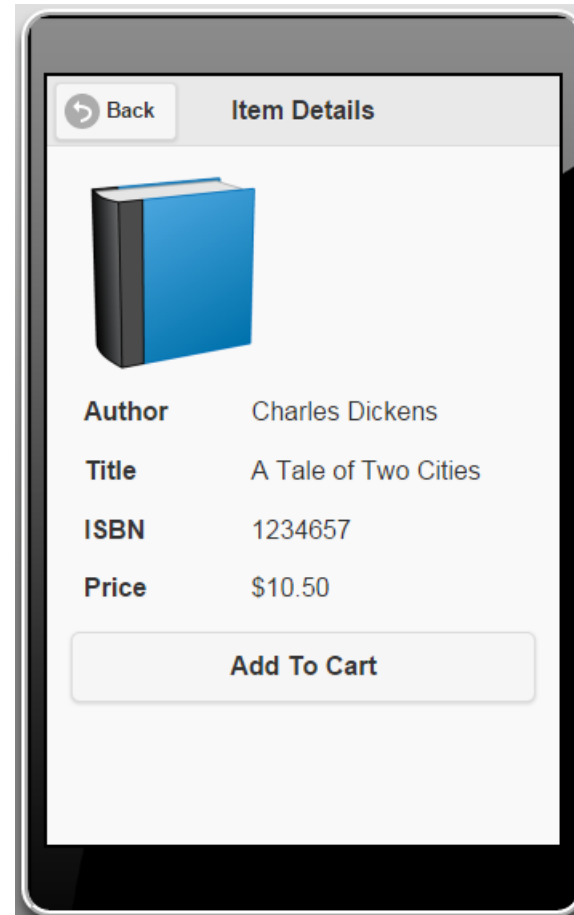 Back Item Details
Author Charles Dickens
Title A Tale of Two Cities
ISBN 1234657
Price $10.50
Add To Cart